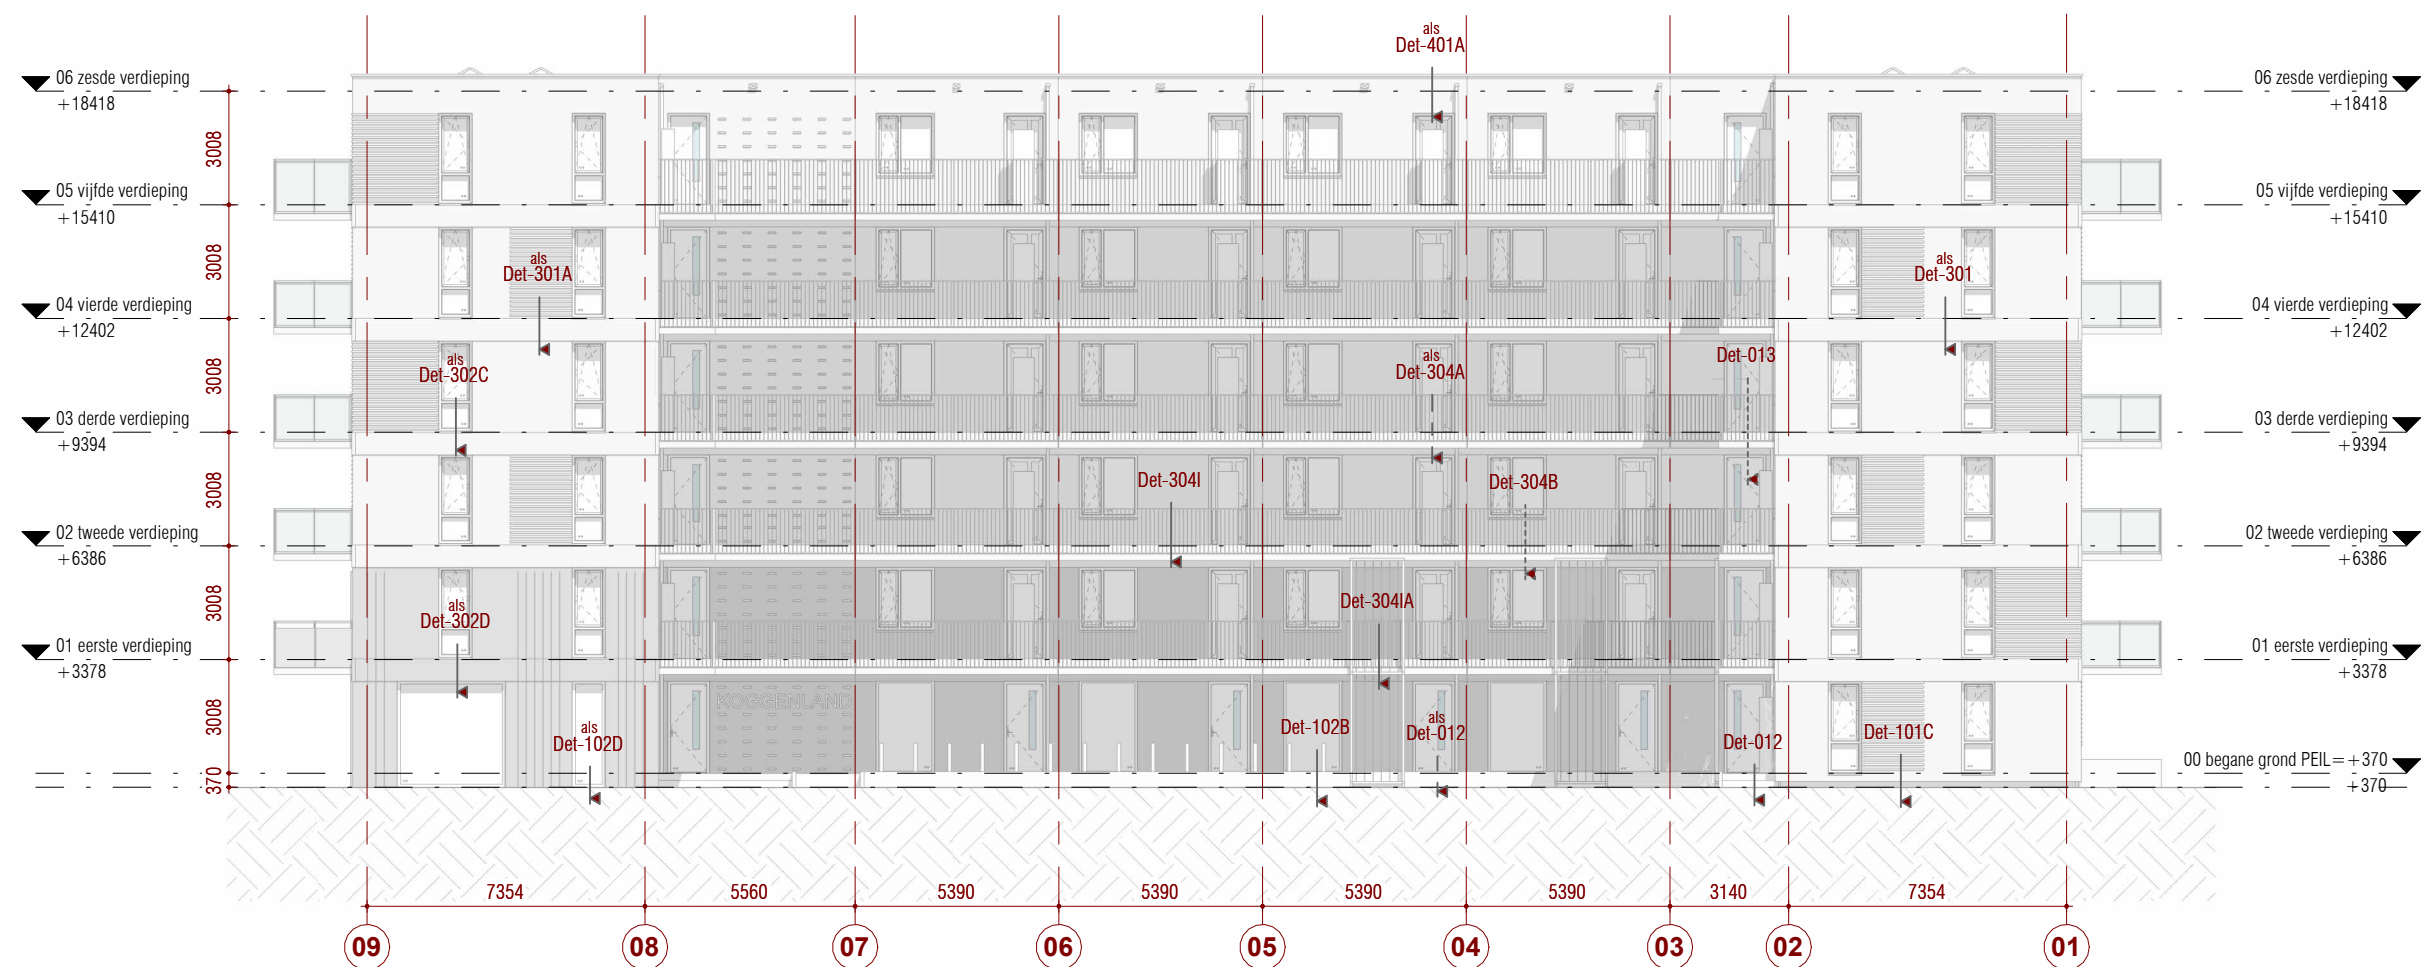 als
Det-401A
06 zesde verdieping
+18418
06 zesde verdieping
+18418
3008
05 vijfde verdieping
+15410
05 vijfde verdieping
+15410
3008
als
Det-301A
als
Det-301
04 vierde verdieping
+12402
04 vierde verdieping
+12402
3008
als
Det-302C
als
Det-304A
Det-013
03 derde verdieping
+9394
03 derde verdieping
+9394
3008
Det-304I
Det-304B
02 tweede verdieping
+6386
02 tweede verdieping
+6386
3008
als
Det-302D
Det-304IA
01 eerste verdieping
+3378
01 eerste verdieping
+3378
3008
KOGGENLAND
als
Det-102D
Det-102B
als
Det-012
Det-012
Det-101C
00 begane grond PEIL=+370
+370
370
7354
5560
5390
5390
5390
5390
3140
7354
09
08
07
06
05
04
03
02
01